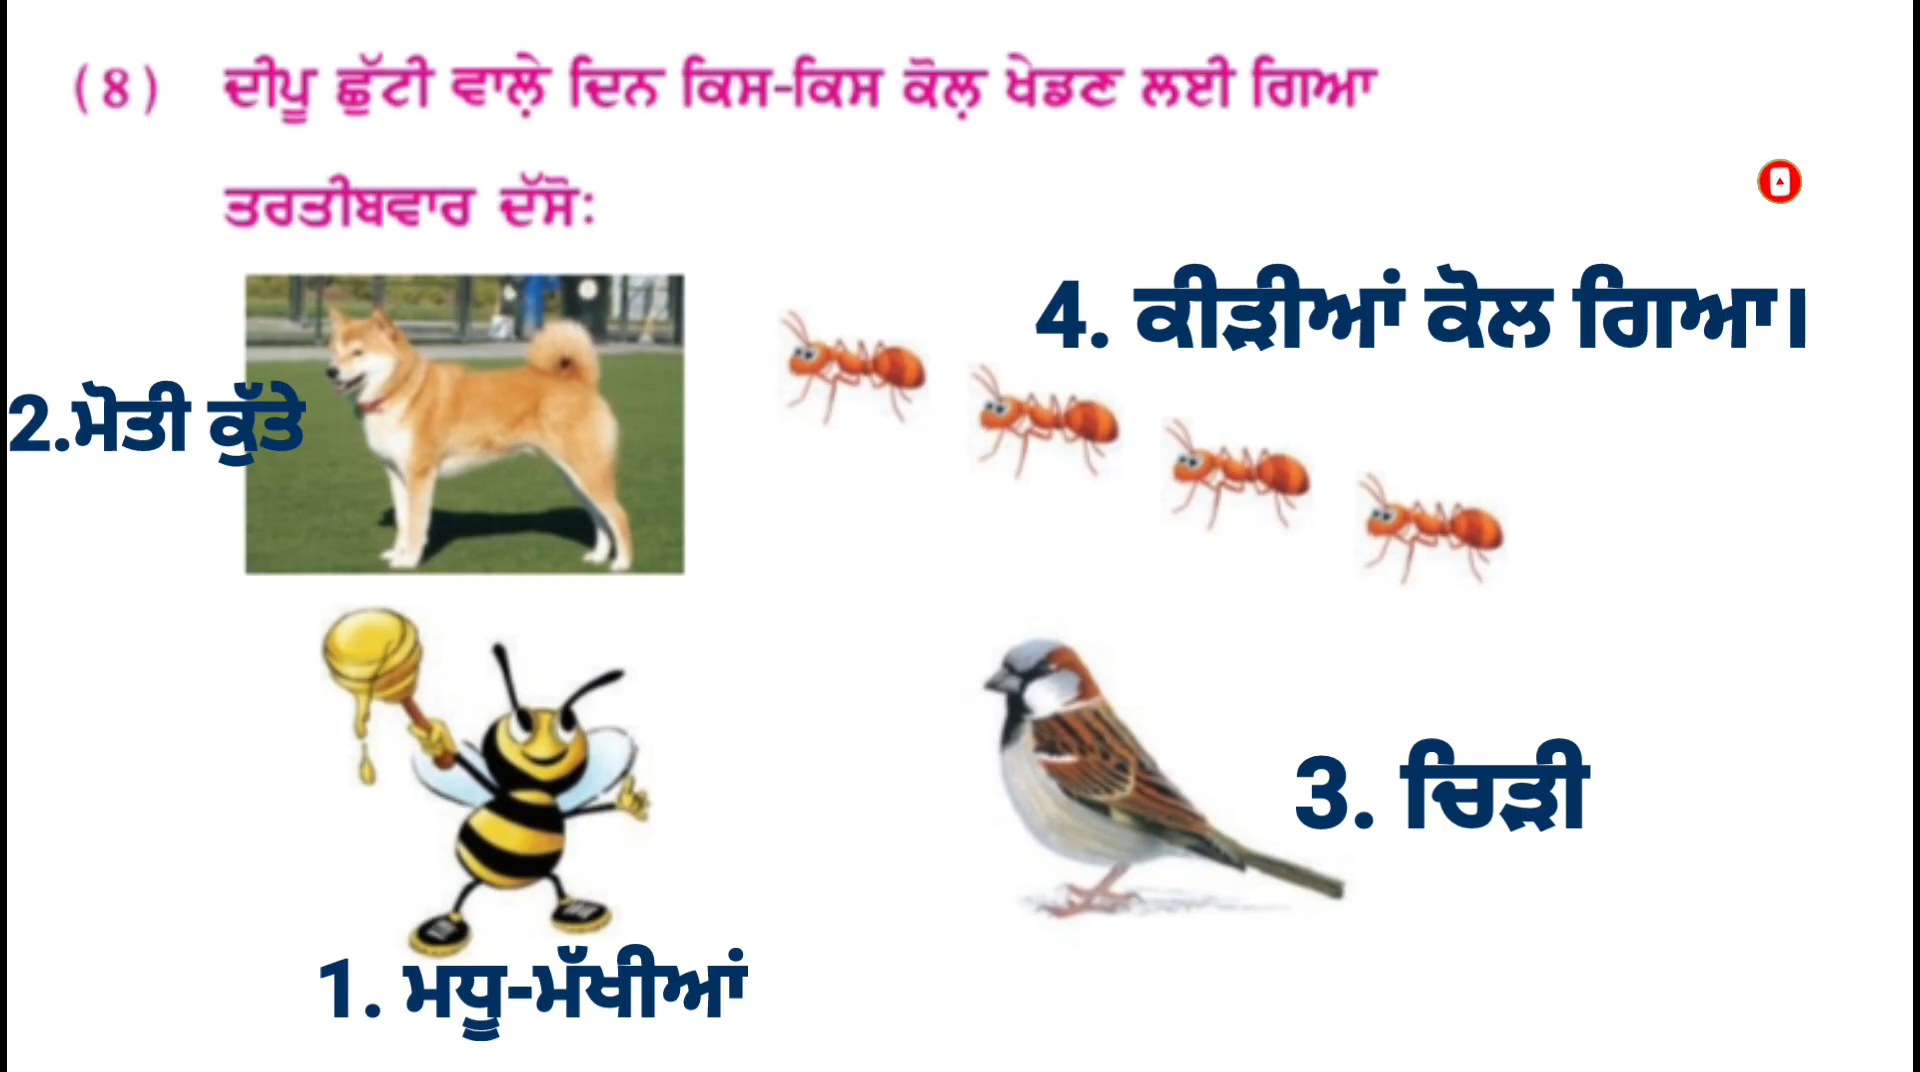 (8) ਦੀਪੂ ਛੁੱਟੀ ਵਾਲ਼ੇ ਦਿਨ ਕਿਸ-ਕਿਸ ਕੋਲ਼ ਖੇਡਣ ਲਈ ਗਿਆ
ਤਰਤੀਬਵਾਰ ਦੱਸੋ:
4. ਕੀੜੀਆਂ ਕੋਲ ਗਿਆ।
2.ਮੋਤੀ ਕੁੱਤੇ
3. ਚਿੜੀ
1. ਮਧੂ-ਮੱਖੀਆਂ